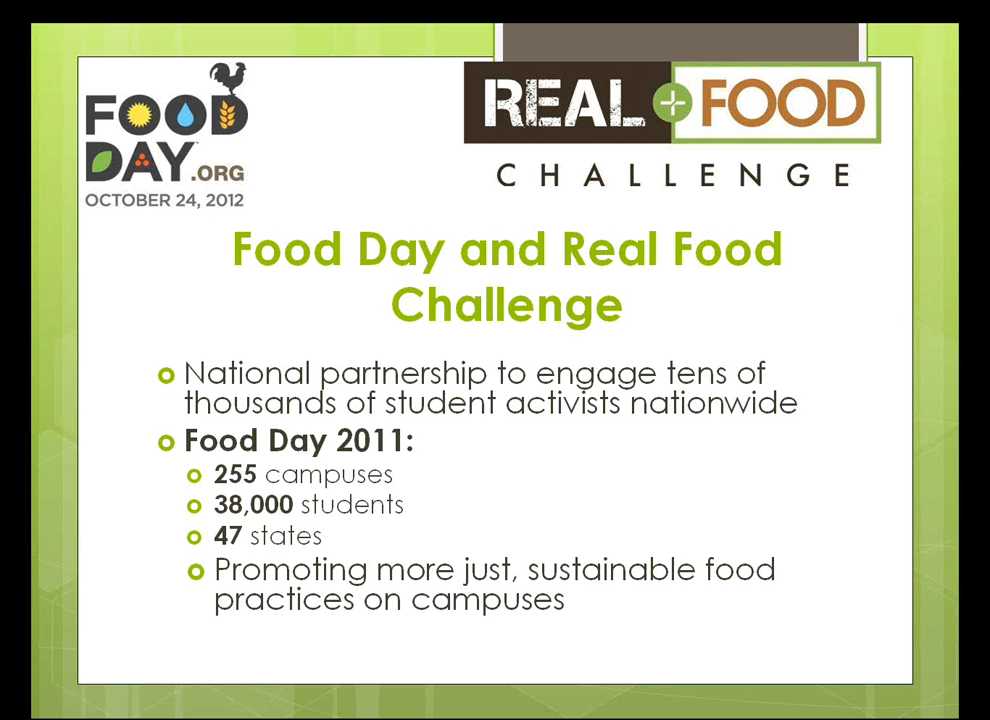 FOOD
DAY.ORG
OCTOBER 24, 2012
REAL + FOOD
CHALLENGE
Food Day and Real Food
Challenge
National partnership to engage tens of
thousands of student activists nationwide
Food Day 2011:
255 campuses
38,000 students
47 states
Promoting more just, sustainable food
practices on campuses